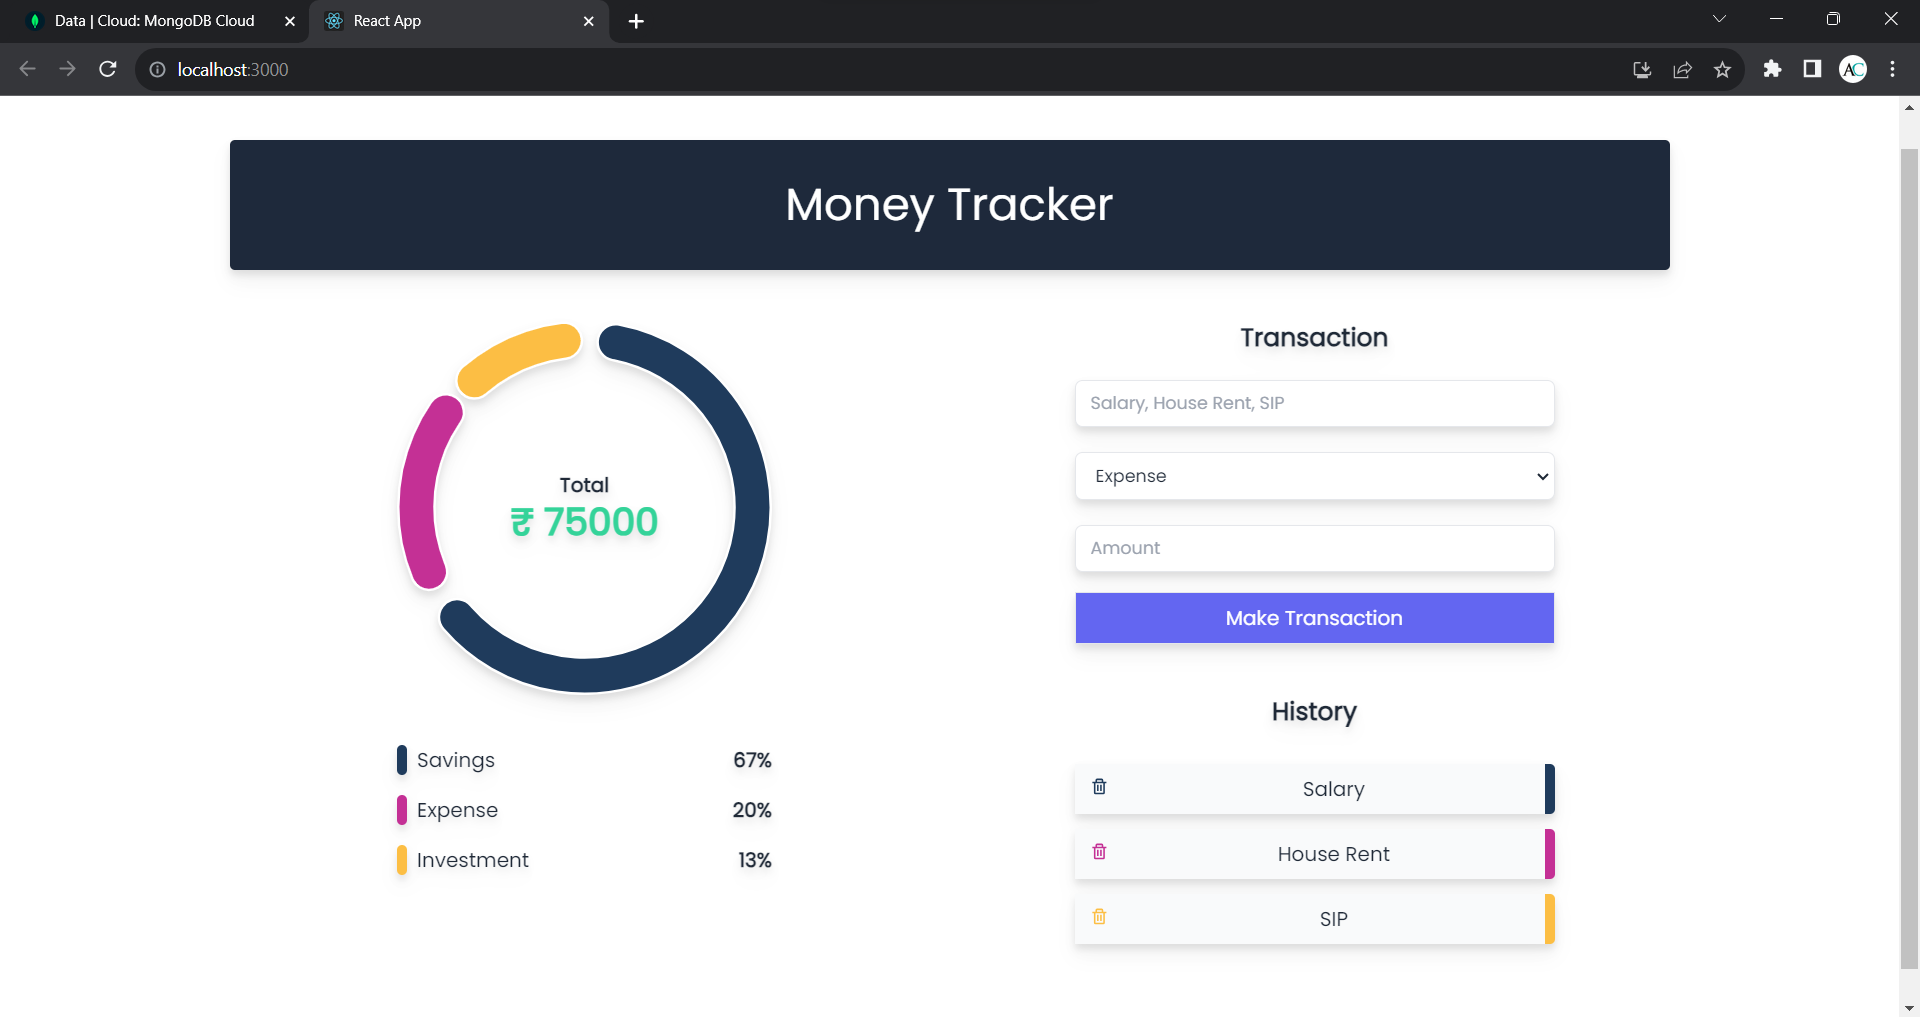 Data | Cloud: MongoDB Cloud
React App
localhost:3000
AC
Money Tracker
Total
₹ 75000
Savings 67%
Expense 20%
Investment 13%
Transaction
Salary, House Rent, SIP
Expense
Amount
Make Transaction
History
Salary
House Rent
SIP